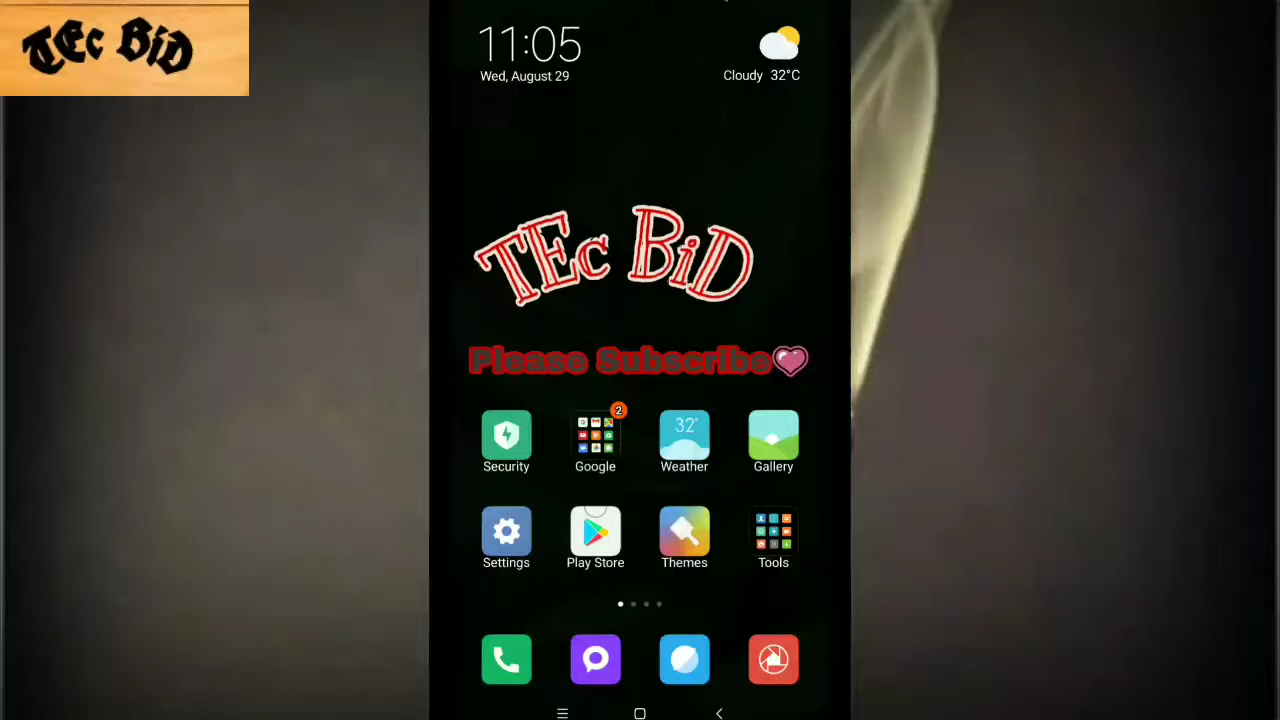 TEc BiD
11:05
Wed, August 29
Cloudy 32°C
TEc BiD
Please Subscribe💗
2
32°
Security Google Weather Gallery
Settings Play Store Themes Tools